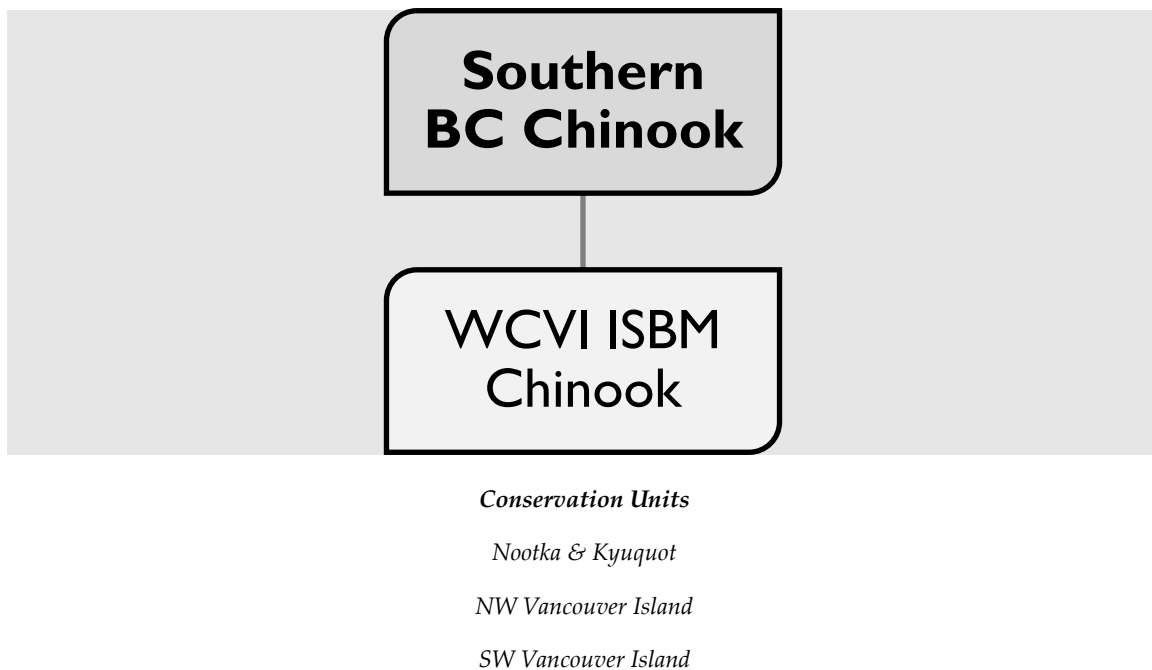 Southern
BC Chinook
WCVI ISBM
Chinook
Conservation Units
Nootka & Kyuquot
NW Vancouver Island
SW Vancouver Island